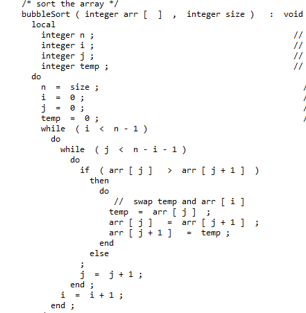 /* sort the array */
bubbleSort ( integer arr [ ] , integer size ) : void
local
integer n ; //
integer i ; //
integer j ; //
integer temp ; //
do
n = size ; /
i = 0 ; /
j = 0 ; /
temp = 0 ; /
while ( i < n - 1 )
do
while ( j < n - i - 1 )
do
if ( arr [ j ] > arr [ j + 1 ] )
then
do
// swap temp and arr [ i ]
temp = arr [ j ] ;
arr [ j ] = arr [ j + 1 ] ;
arr [ j + 1 ] = temp ;
end
else
;
j = j + 1 ;
end ;
i = i + 1 ;
end ;